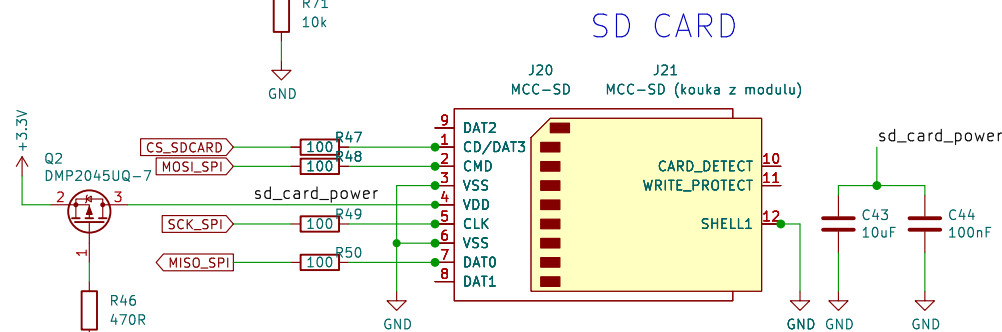 R71
10k
GND
SD CARD
J20
MCC-SD
J21
MCC-SD (kouka z modulu)
+3.3V
Q2
DMP2045UQ-7
2
3
1
R46
470R
CS_SDCARD
100
R47
MOSI_SPI
100
R48
sd_card_power
SCK_SPI
100
R49
MISO_SPI
100
R50
GND
9
DAT2
1
CD/DAT3
2
CMD
3
VSS
4
VDD
5
CLK
6
VSS
7
DAT0
8
DAT1
CARD_DETECT
10
WRITE_PROTECT
11
SHELL1
12
GND
sd_card_power
C43
10uF
GND
C44
100nF
GND